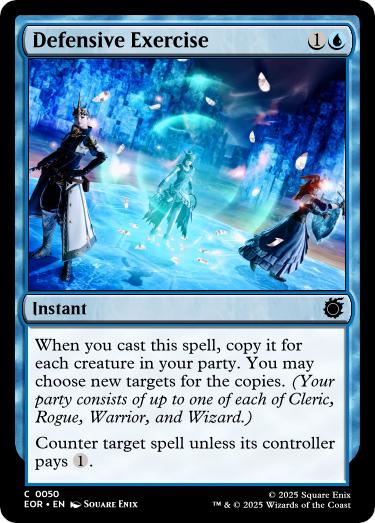 Defensive Exercise 1
Instant
When you cast this spell, copy it for
each creature in your party. You may
choose new targets for the copies. (Your
party consists of up to one of each of Cleric,
Rogue, Warrior, and Wizard.)
Counter target spell unless its controller
pays 1.
C 0050
EOR • EN Square Enix
© 2025 Square Enix
™ & © 2025 Wizards of the Coast